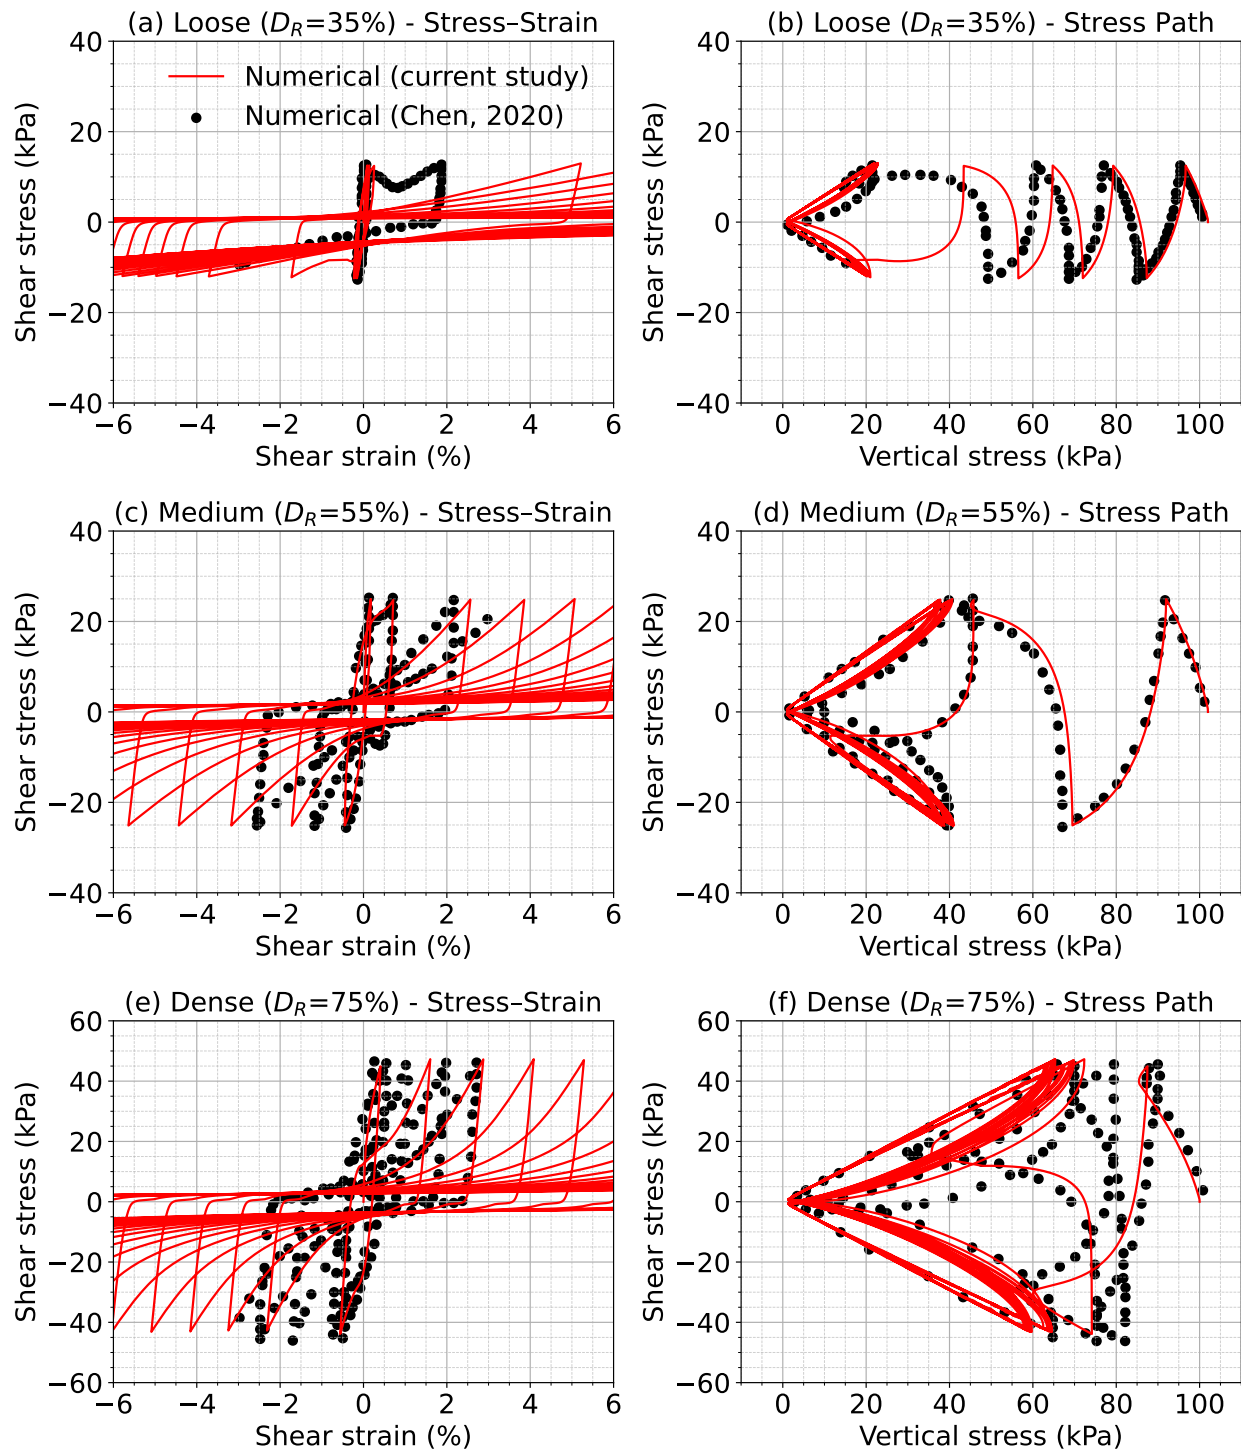 (a) Loose (D_R=35%) - Stress–Strain
40
20
0
−20
−40
Shear stress (kPa)
Numerical (current study)
Numerical (Chen, 2020)
−6 −4 −2 0 2 4 6
Shear strain (%)
(b) Loose (D_R=35%) - Stress Path
40
20
0
−20
−40
Shear stress (kPa)
0 20 40 60 80 100
Vertical stress (kPa)
(c) Medium (D_R=55%) - Stress–Strain
40
20
0
−20
−40
Shear stress (kPa)
−6 −4 −2 0 2 4 6
Shear strain (%)
(d) Medium (D_R=55%) - Stress Path
40
20
0
−20
−40
Shear stress (kPa)
0 20 40 60 80 100
Vertical stress (kPa)
(e) Dense (D_R=75%) - Stress–Strain
60
40
20
0
−20
−40
−60
Shear stress (kPa)
−6 −4 −2 0 2 4 6
Shear strain (%)
(f) Dense (D_R=75%) - Stress Path
60
40
20
0
−20
−40
−60
Shear stress (kPa)
0 20 40 60 80 100
Vertical stress (kPa)